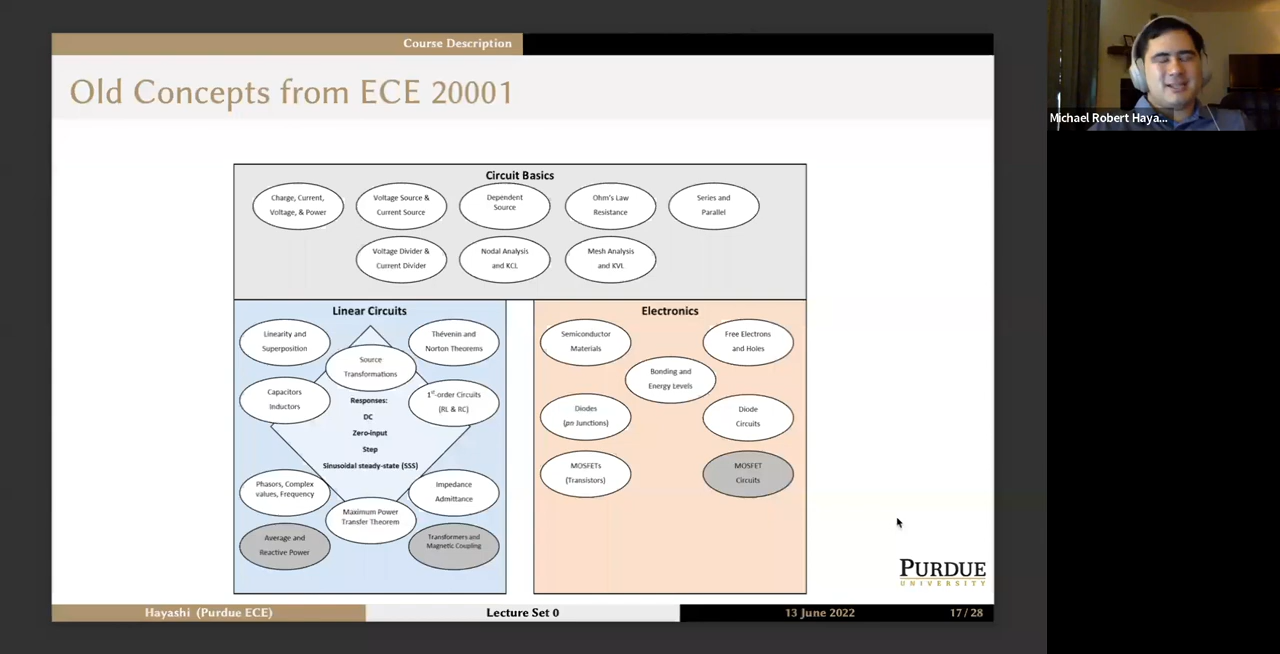 Course Description
Old Concepts from ECE 20001
Michael Robert Haya...
Circuit Basics
Charge, Current,
Voltage, & Power
Voltage Source &
Current Source
Dependent
Source
Ohm's Law
Resistance
Series and
Parallel
Voltage Divider &
Current Divider
Nodal Analysis
and KCL
Mesh Analysis
and KVL
Linear Circuits
Linearity and
Superposition
Thévenin and
Norton Theorems
Source
Transformations
Capacitors
Inductors
1st-order Circuits
(RL & RC)
Responses:
DC
Zero-input
Step
Sinusoidal steady-state (SSS)
Phasors, Complex
values, Frequency
Impedance
Admittance
Maximum Power
Transfer Theorem
Average and
Reactive Power
Transformers and
Magnetic Coupling
Electronics
Semiconductor
Materials
Free Electrons
and Holes
Bonding and
Energy Levels
Diodes
(pn Junctions)
Diode
Circuits
MOSFETs
(Transistors)
MOSFET
Circuits
PURDUE
UNIVERSITY
Hayashi (Purdue ECE)
Lecture Set 0
13 June 2022
17 / 28